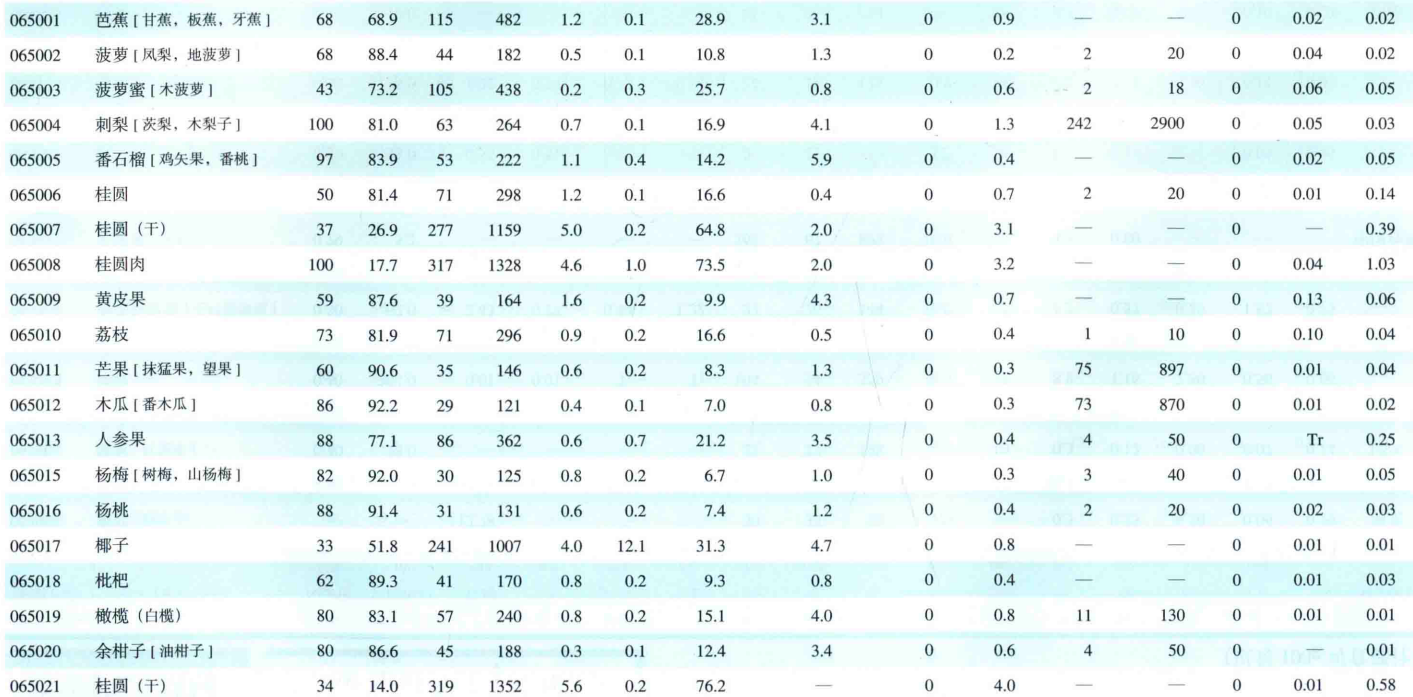 065001 芭蕉[甘蕉，板蕉，牙蕉] 68 68.9 115 482 1.2 0.1 28.9 3.1 0 0.9 — — 0 0.02 0.02
065002 菠萝[凤梨，地菠萝] 68 88.4 44 182 0.5 0.1 10.8 1.3 0 0.2 2 20 0 0.04 0.02
065003 菠萝蜜[木菠萝] 43 73.2 105 438 0.2 0.3 25.7 0.8 0 0.6 2 18 0 0.06 0.05
065004 刺梨[茨梨，木梨子] 100 81.0 63 264 0.7 0.1 16.9 4.1 0 1.3 242 2900 0 0.05 0.03
065005 番石榴[鸡矢果，番桃] 97 83.9 53 222 1.1 0.4 14.2 5.9 0 0.4 — — 0 0.02 0.05
065006 桂圆 50 81.4 71 298 1.2 0.1 16.6 0.4 0 0.7 2 20 0 0.01 0.14
065007 桂圆（干） 37 26.9 277 1159 5.0 0.2 64.8 2.0 0 3.1 — — 0 — 0.39
065008 桂圆肉 100 17.7 317 1328 4.6 1.0 73.5 2.0 0 3.2 — — 0 0.04 1.03
065009 黄皮果 59 87.6 39 164 1.6 0.2 9.9 4.3 0 0.7 — — 0 0.13 0.06
065010 荔枝 73 81.9 71 296 0.9 0.2 16.6 0.5 0 0.4 1 10 0 0.10 0.04
065011 芒果[抹猛果，望果] 60 90.6 35 146 0.6 0.2 8.3 1.3 0 0.3 75 897 0 0.01 0.04
065012 木瓜[番木瓜] 86 92.2 29 121 0.4 0.1 7.0 0.8 0 0.3 73 870 0 0.01 0.02
065013 人参果 88 77.1 86 362 0.6 0.7 21.2 3.5 0 0.4 4 50 0 Tr 0.25
065015 杨梅[树梅，山杨梅] 82 92.0 30 125 0.8 0.2 6.7 1.0 0 0.3 3 40 0 0.01 0.05
065016 杨桃 88 91.4 31 131 0.6 0.2 7.4 1.2 0 0.4 2 20 0 0.02 0.03
065017 椰子 33 51.8 241 1007 4.0 12.1 31.3 4.7 0 0.8 — — 0 0.01 0.01
065018 枇杷 62 89.3 41 170 0.8 0.2 9.3 0.8 0 0.4 — — 0 0.01 0.03
065019 橄榄（白榄） 80 83.1 57 240 0.8 0.2 15.1 4.0 0 0.8 11 130 0 0.01 0.01
065020 余柑子[油柑子] 80 86.6 45 188 0.3 0.1 12.4 3.4 0 0.6 4 50 0 — 0.01
065021 桂圆（干） 34 14.0 319 1352 5.6 0.2 76.2 — 0 4.0 — — 0 0.01 0.58